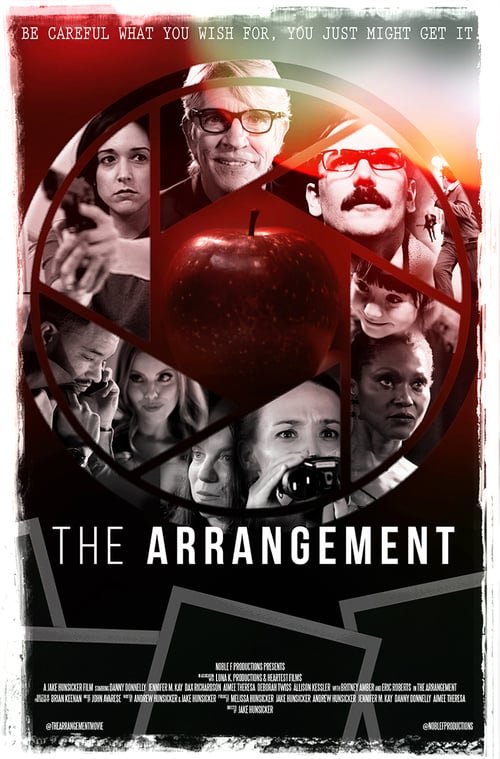 BE CAREFUL WHAT YOU WISH FOR, YOU JUST MIGHT GET IT.
THE ARRANGEMENT
NOBLE F PRODUCTIONS PRESENTS
LUNA K. PRODUCTIONS & HEARTEST FILMS
A JAKE HUNSICKER FILM STARRING DANNY DONNELLY JENNIFER M. KAY DAX RICHARDSON AIMEE THERESA DEBORAH TWISS ALLISON KESSLER WITH BRITNEY AMBER AND ERIC ROBERTS IN THE ARRANGEMENT
BRIAN KEENAN JOHN AVARESE ANDREW HUNSICKER & JAKE HUNSICKER MELISSA HUNSICKER JAKE HUNSICKER ANDREW HUNSICKER JENNIFER M. KAY DANNY DONNELLY AIMEE THERESA
JAKE HUNSICKER
@THEARRANGEMENTMOVIE
@NOBLEFPRODUCTIONS